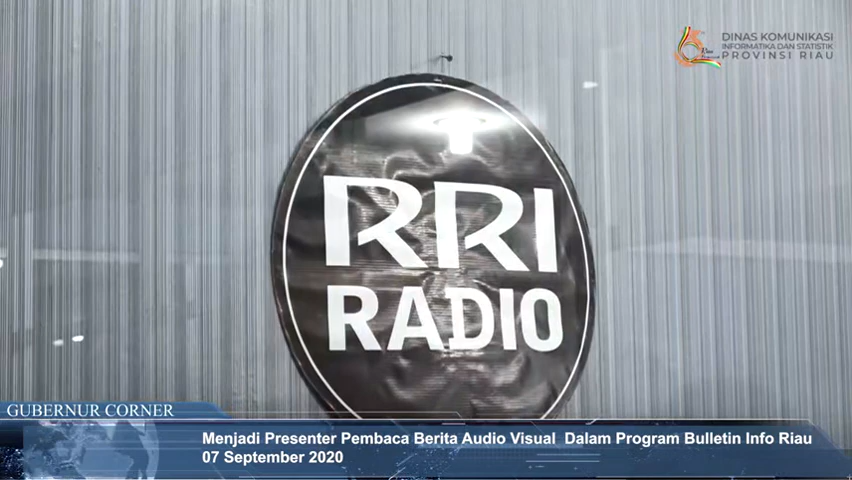 DINAS KOMUNIKASI
INFORMATIKA DAN STATISTIK
PROVINSI RIAU
RRI
RADIO
GUBERNUR CORNER
Menjadi Presenter Pembaca Berita Audio Visual Dalam Program Bulletin Info Riau
07 September 2020